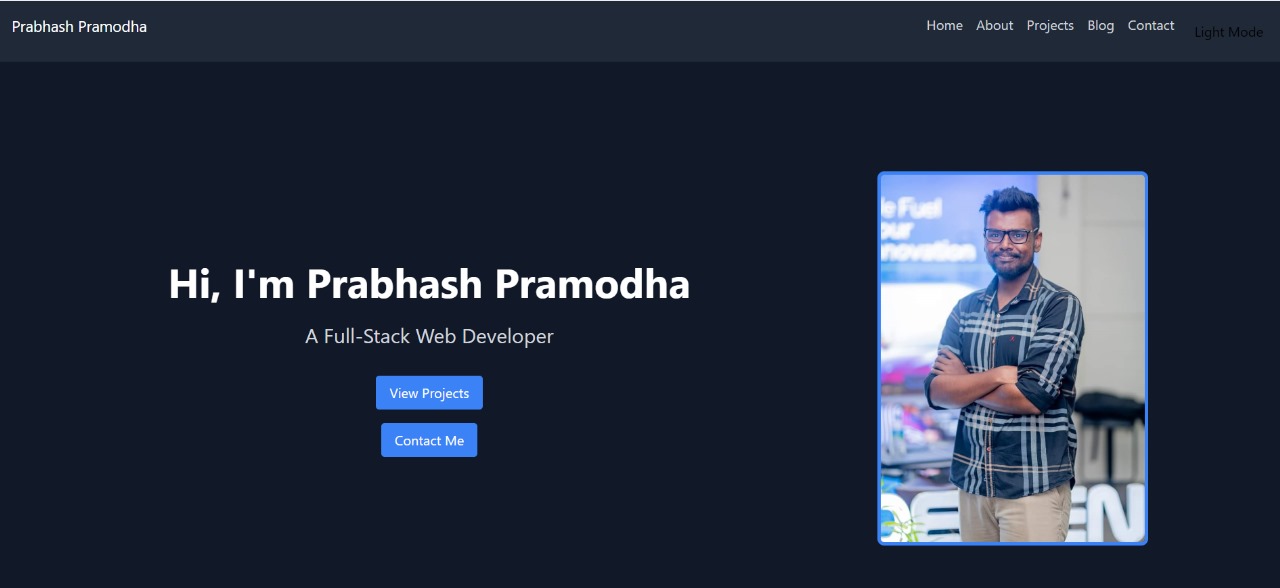 Prabhash Pramodha
Home About Projects Blog Contact Light Mode
Hi, I'm Prabhash Pramodha
A Full-Stack Web Developer
View Projects
Contact Me
Fuel
novation